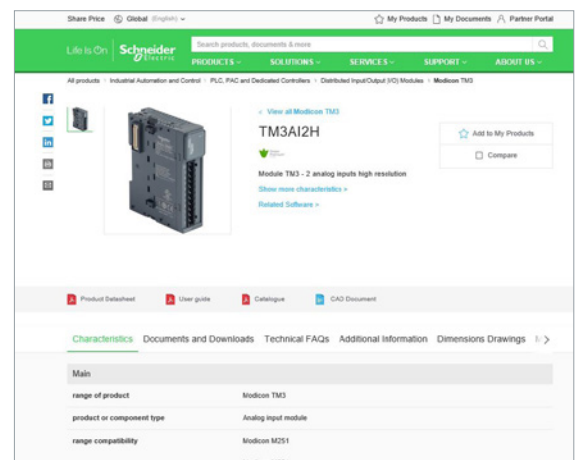 Share Price Global (English) My Products My Documents Partner Portal
Life Is On Schneider Electric
Search products, documents & more
PRODUCTS SOLUTIONS SERVICES SUPPORT ABOUT US
All products > Industrial Automation and Control > PLC, PAC and Dedicated Controllers > Distributed Input/Output (I/O) Modules > Modicon TM3
< View all Modicon TM3
TM3AI2H
Add to My Products
Compare
Module TM3 - 2 analog inputs high resolution
Show more characteristics >
Related Software >
Product Datasheet User guide Catalogue CAD Document
Characteristics Documents and Downloads Technical FAQs Additional Information Dimensions Drawings
Main
range of product Modicon TM3
product or component type Analog input module
range compatibility Modicon M251